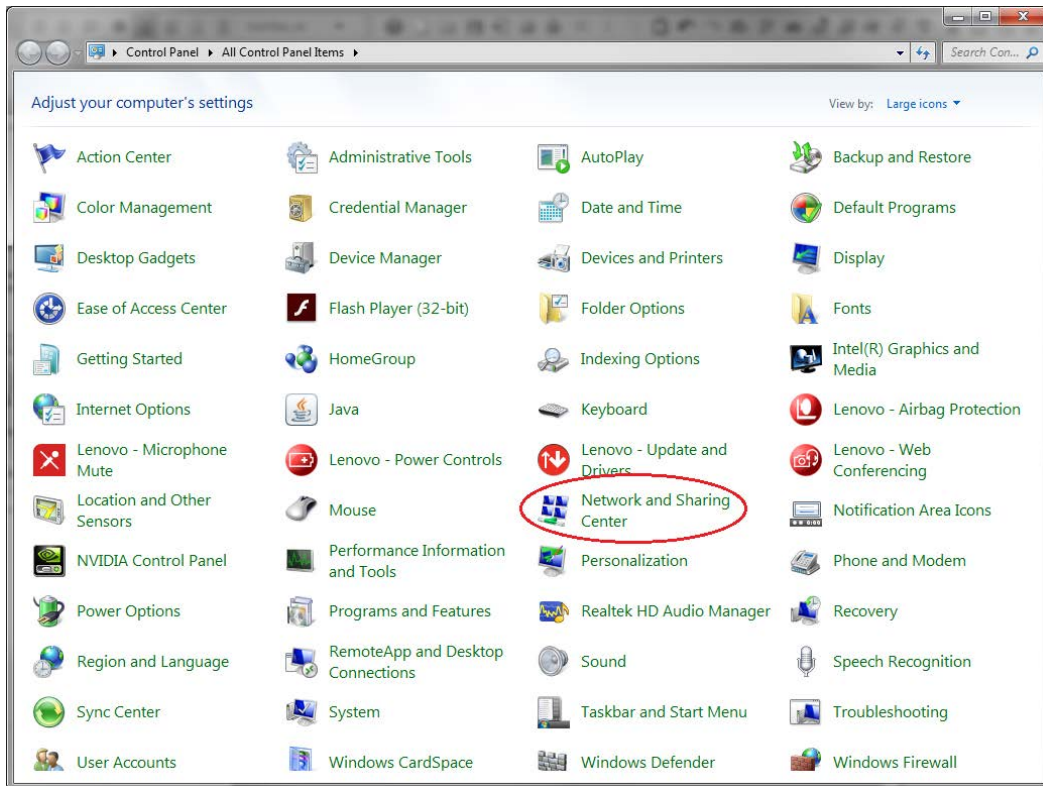 Control Panel All Control Panel Items Search Con...
Adjust your computer's settings View by: Large icons
Action Center Administrative Tools AutoPlay Backup and Restore
Color Management Credential Manager Date and Time Default Programs
Desktop Gadgets Device Manager Devices and Printers Display
Ease of Access Center Flash Player (32-bit) Folder Options Fonts
Getting Started HomeGroup Indexing Options Intel(R) Graphics and
Media
Internet Options Java Keyboard Lenovo - Airbag Protection
Lenovo - Microphone Lenovo - Power Controls Lenovo - Update and Lenovo - Web
Mute Drivers Conferencing
Location and Other Mouse Network and Sharing Notification Area Icons
Sensors Center
NVIDIA Control Panel Performance Information Personalization Phone and Modem
and Tools
Power Options Programs and Features Realtek HD Audio Manager Recovery
Region and Language RemoteApp and Desktop Sound Speech Recognition
Connections
Sync Center System Taskbar and Start Menu Troubleshooting
User Accounts Windows CardSpace Windows Defender Windows Firewall